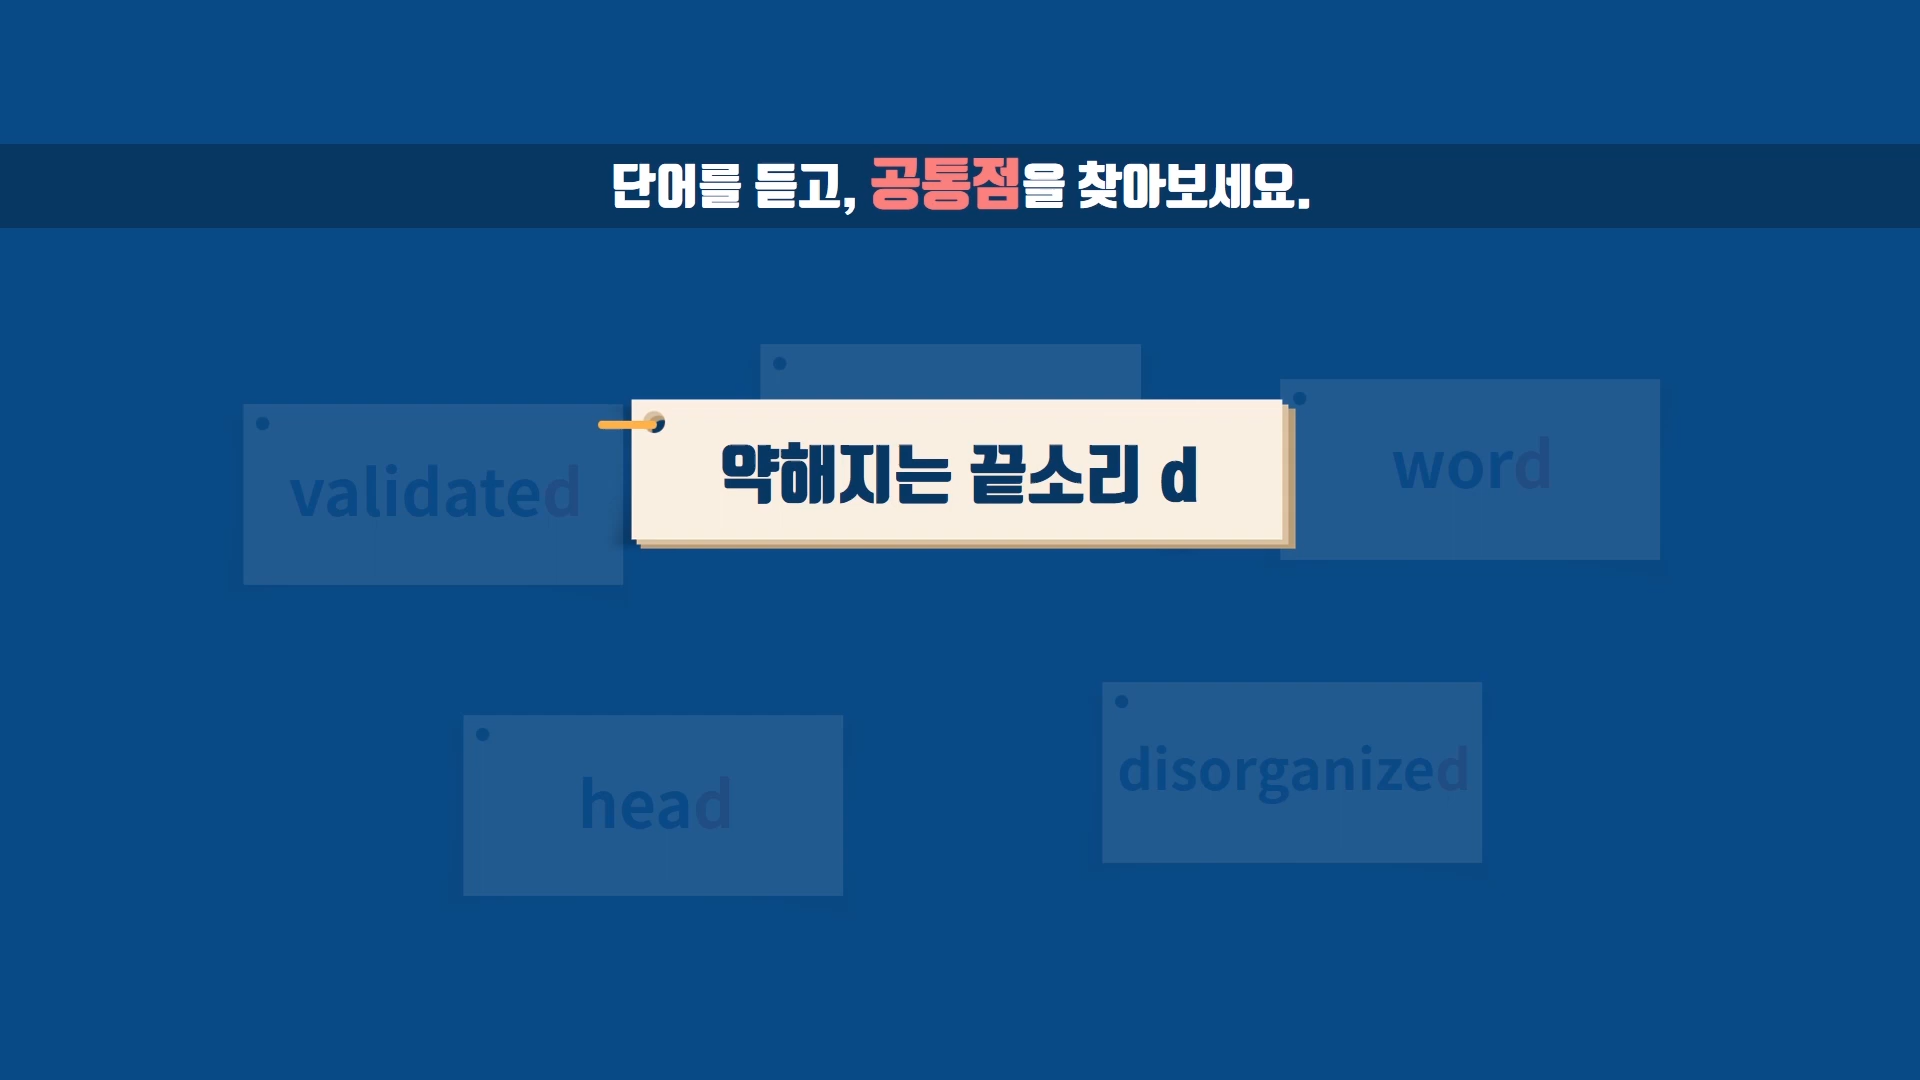 단어를 듣고, 공통점을 찾아보세요.
약해지는 끝소리 d
validated
word
head
disorganized